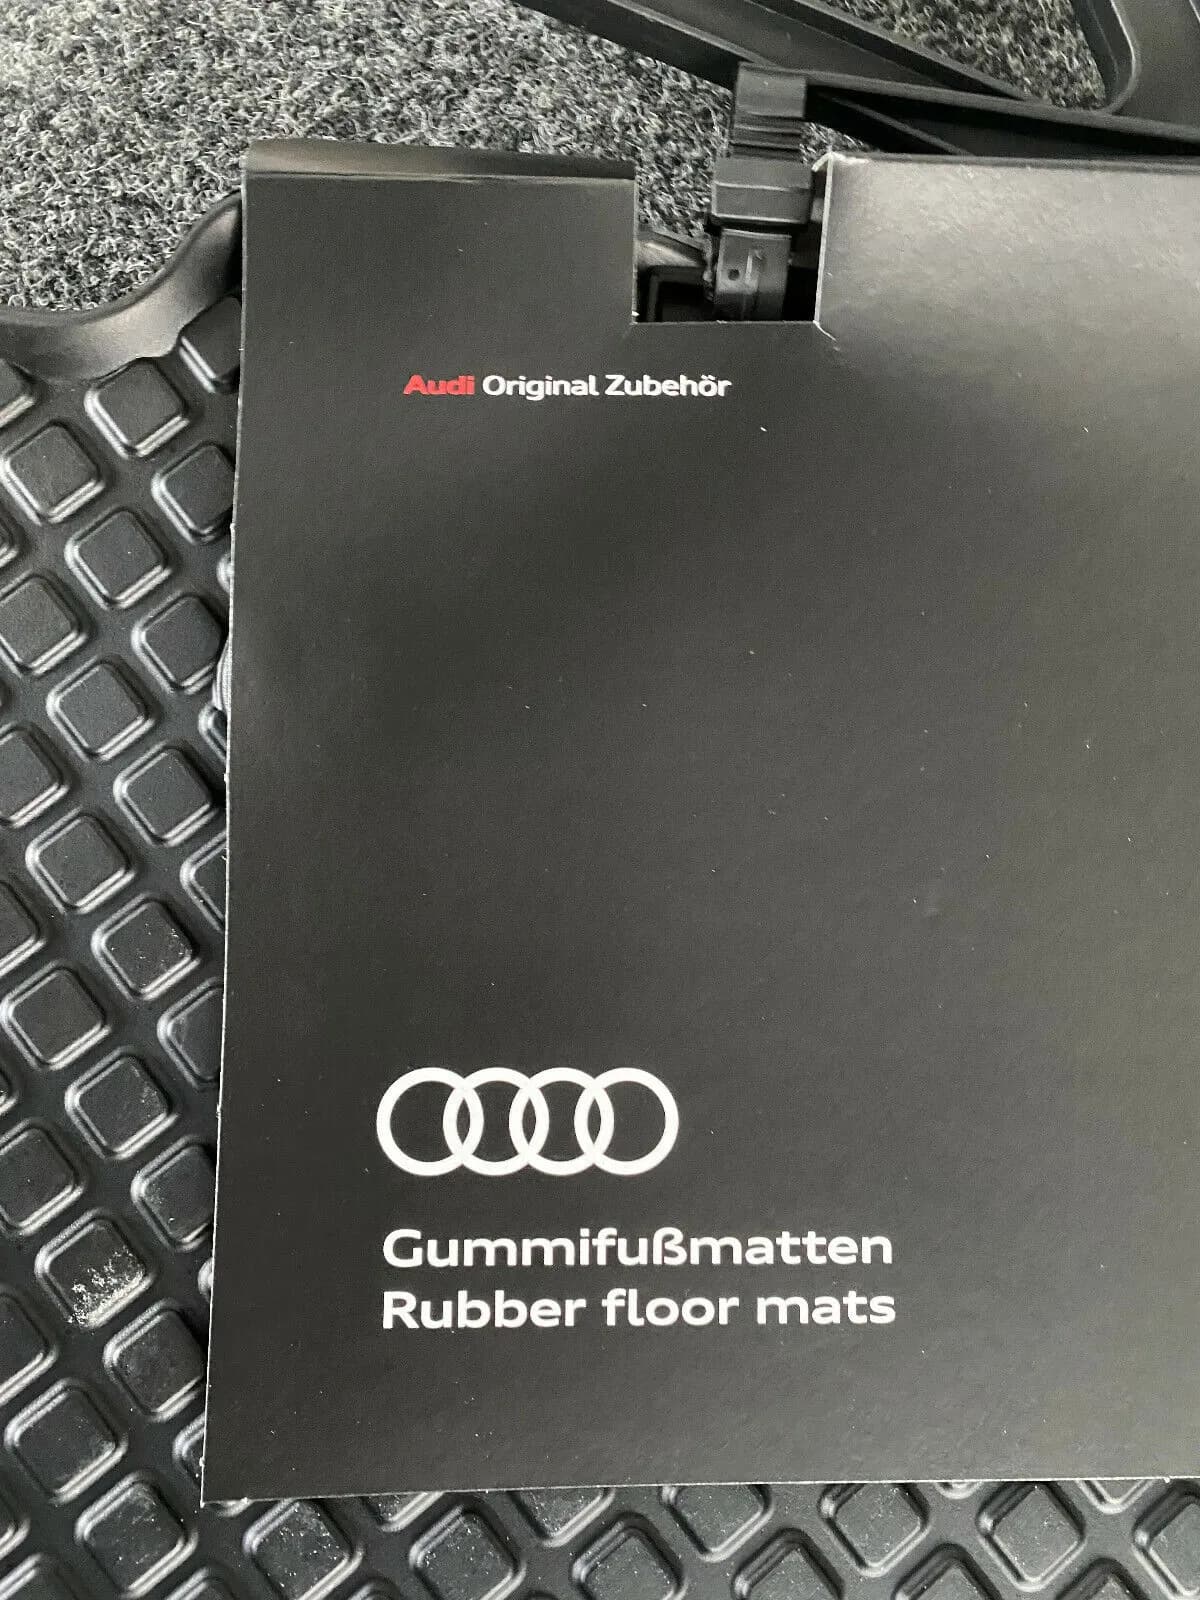 Audi Original Zubehör
Gummifußmatten
Rubber floor mats